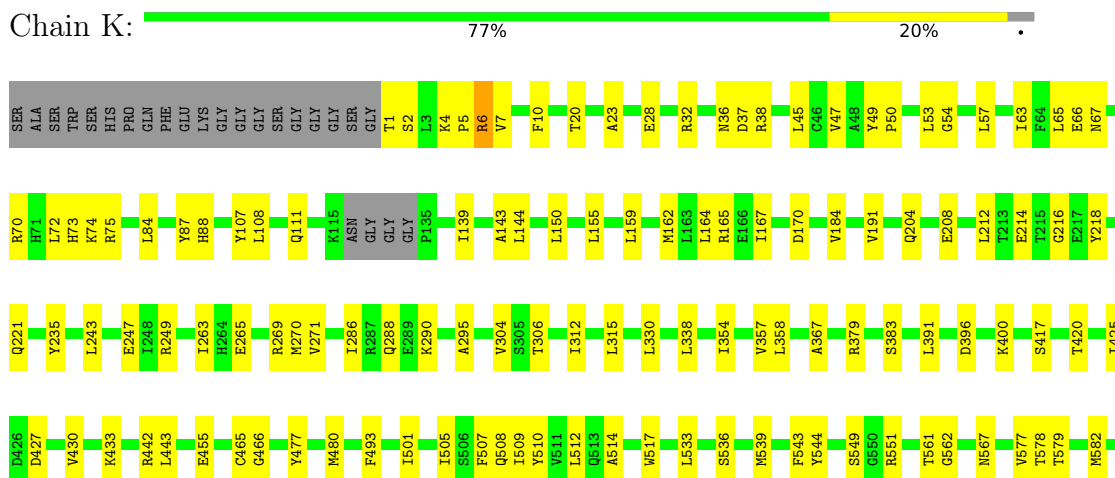 Chain K:
77% 20% •
SER ALA SER TRP SER HIS PRO GLN PHE GLU LYS GLY GLY GLY SER GLY GLY GLY SER GLY T1 S2 L3 K4 P5 R6 V7 F10 T20 A23 E28 R32 N36 D37 R38 L45 C46 V47 A48 Y49 P50 L53 G54 L57 I63 F64 L65 E66 N67
R70 H71 L72 H73 K74 R75 L84 Y87 H88 Y107 L108 Q111 K115 ASN GLY GLY GLY P135 I139 A143 L144 L150 L155 L159 M162 L163 L164 R165 E166 I167 D170 V184 V191 Q204 E208 L212 T213 E214 T215 G216 E217 Y218
Q221 Y235 L243 E247 I248 R249 I263 H264 E265 R269 M270 V271 I286 R287 Q288 E289 K290 A295 V304 S305 T306 I312 L315 L330 L338 I354 V357 L358 A367 R379 S383 L391 D396 K400 S417 T420
D426 D427 V430 K433 R442 L443 E455 C465 G466 Y477 M480 F493 I501 I505 S506 F507 Q508 I509 Y510 V511 L512 Q513 A514 W517 L533 S536 M539 F543 Y544 S549 G550 R551 T561 G562 N567 V577 T578 T579 M582